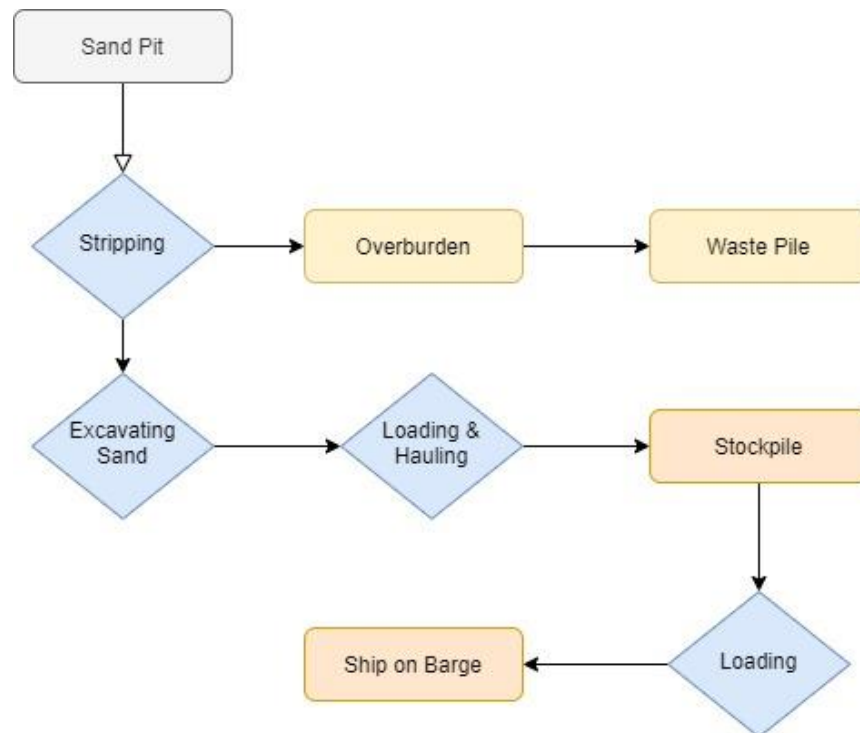 Sand Pit
Stripping
Overburden
Waste Pile
Excavating
Sand
Loading &
Hauling
Stockpile
Ship on Barge
Loading